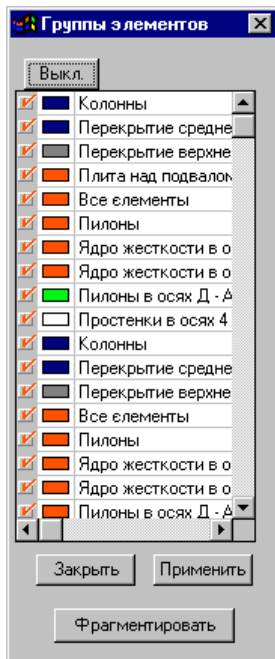 Группы элементов
Выкл.
Колонны
Перекрытие средне
Перекрытие верхне
Плита над подвалом
Все єлементы
Пилоны
Ядро жесткости в о
Ядро жесткости в о
Пилоны в осях Д - А
Простенки в осях 4
Колонны
Перекрытие средне
Перекрытие верхне
Все єлементы
Пилоны
Ядро жесткости в о
Ядро жесткости в о
Пилоны в осях Д - А
Закрыть
Применить
Фрагментировать